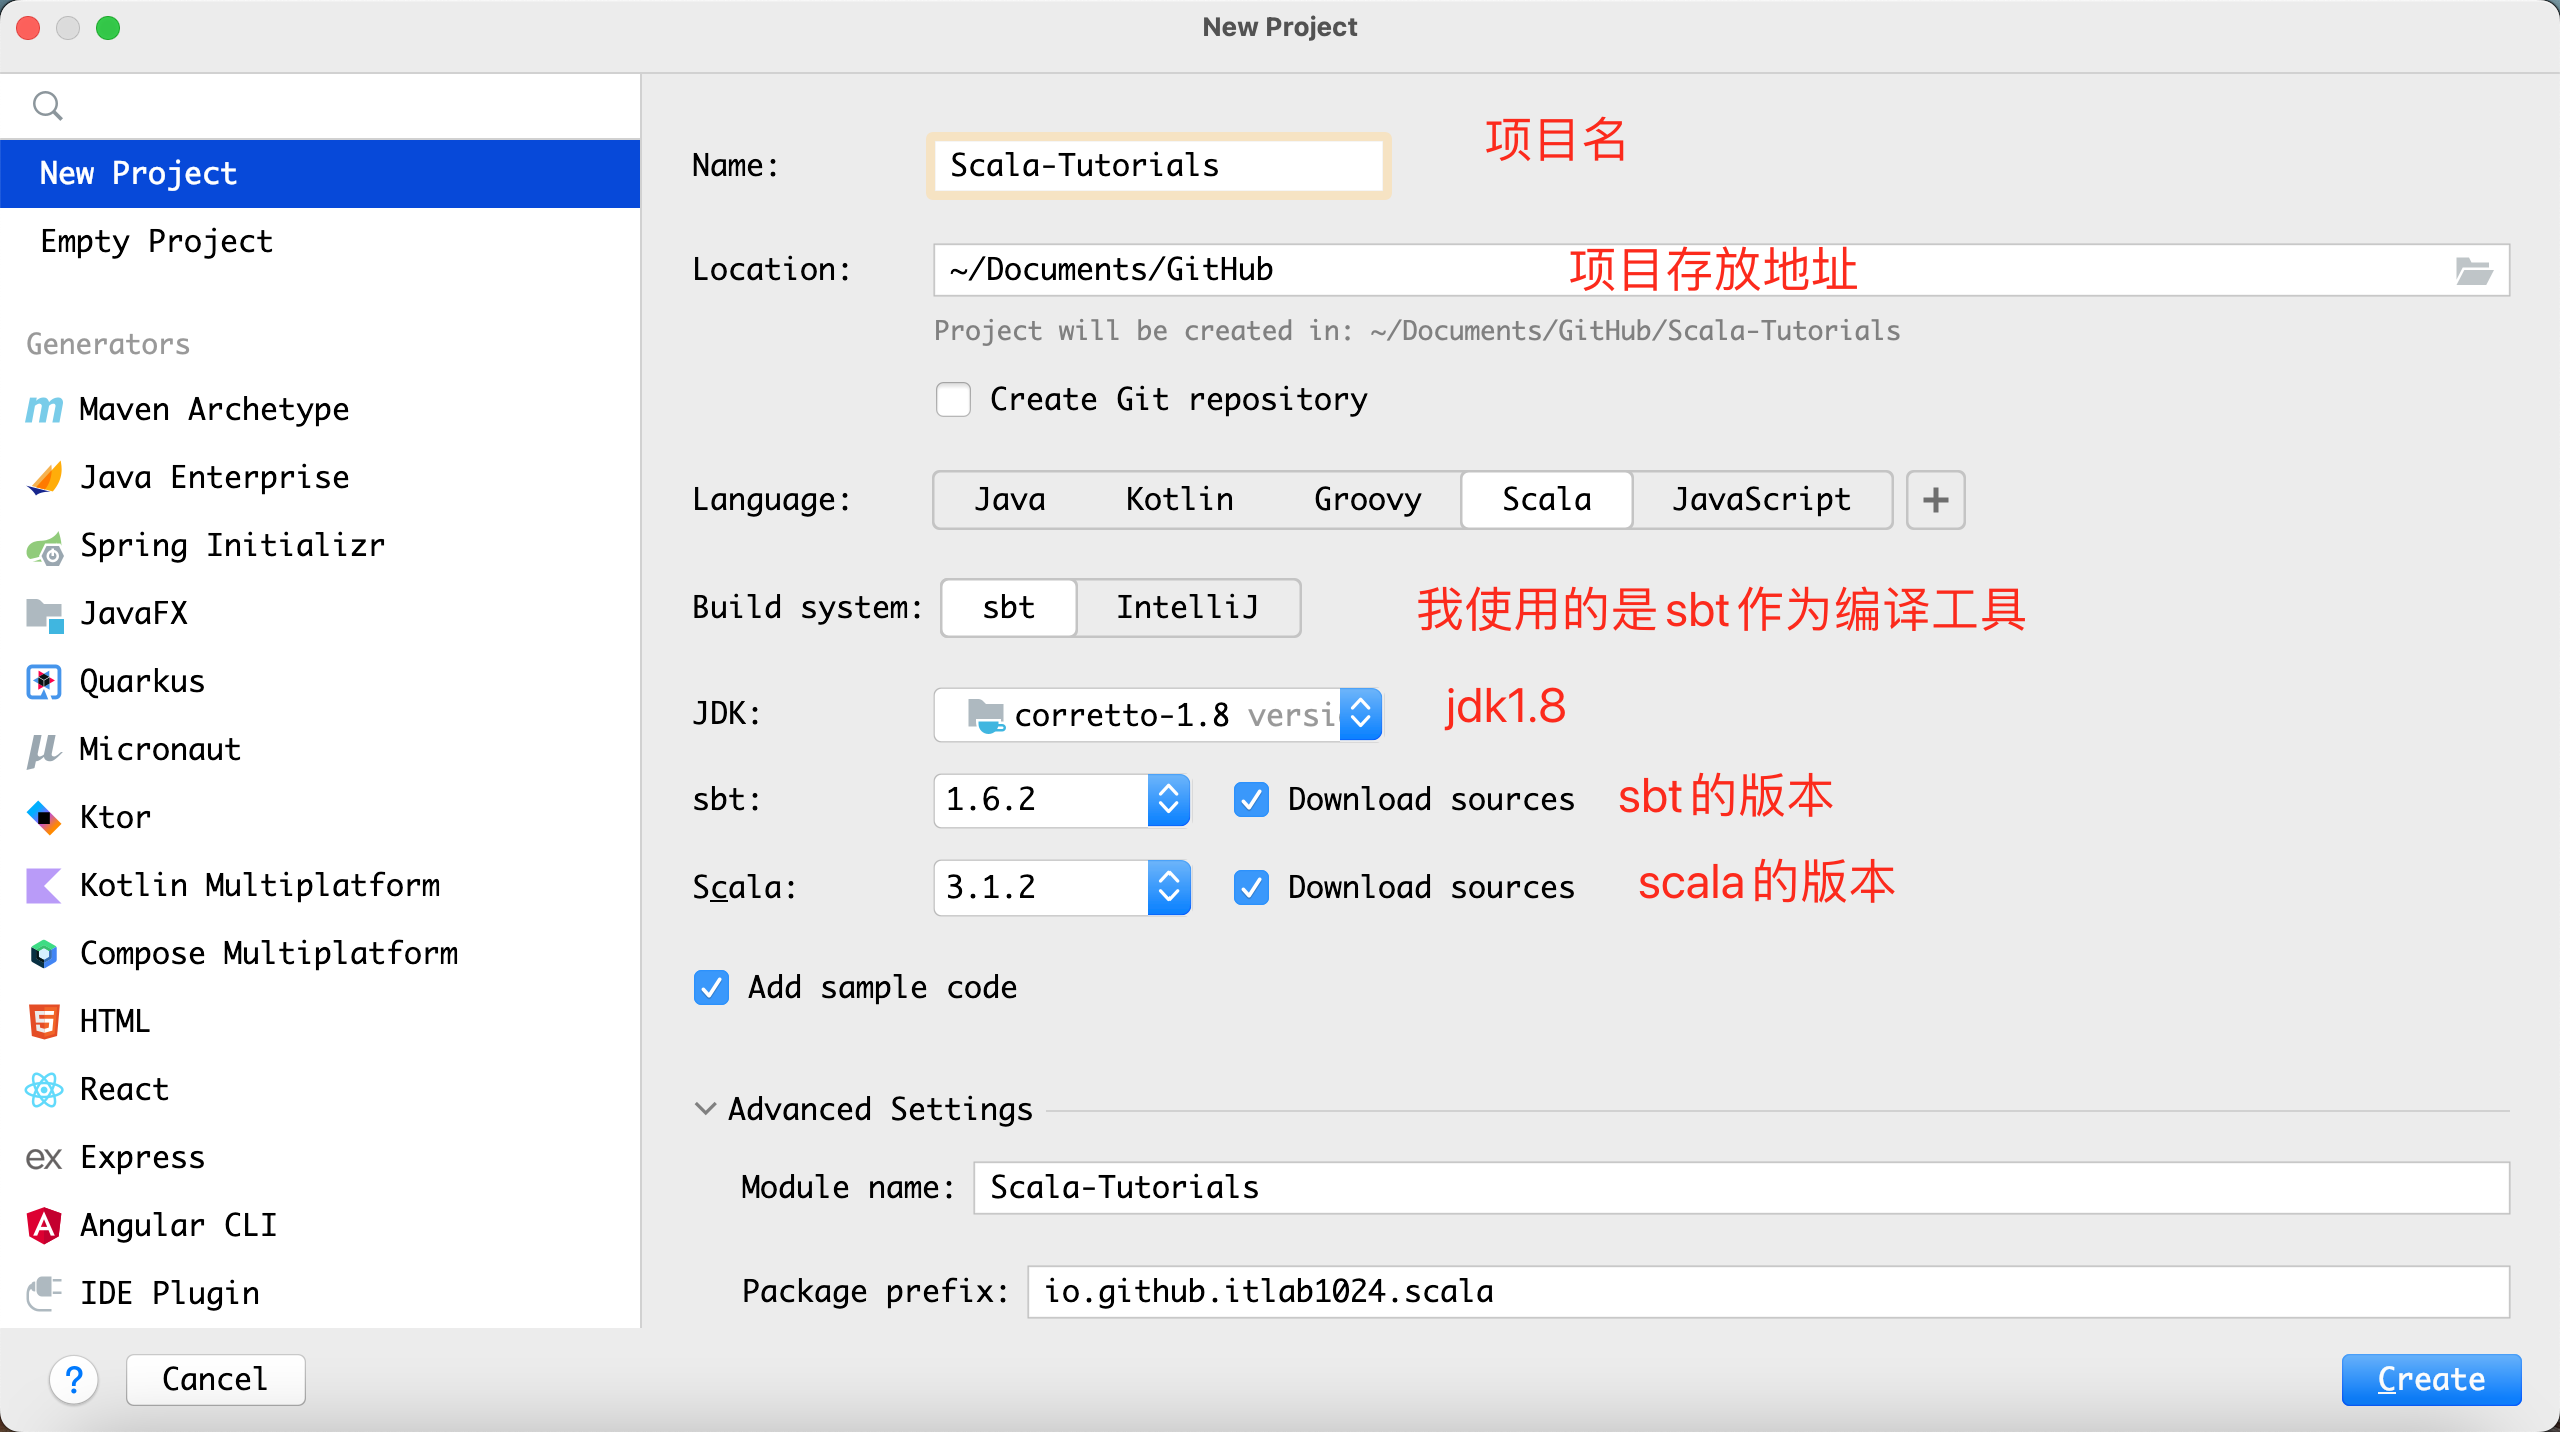 New Project
New Project
Empty Project
Generators
Maven Archetype
Java Enterprise
Spring Initializr
JavaFX
Quarkus
Micronaut
Ktor
Kotlin Multiplatform
Compose Multiplatform
HTML
React
Express
Angular CLI
IDE Plugin
Name: Scala-Tutorials 项目名
Location: ~/Documents/GitHub 项目存放地址
Project will be created in: ~/Documents/GitHub/Scala-Tutorials
Create Git repository
Language: Java Kotlin Groovy Scala JavaScript +
Build system: sbt IntelliJ 我使用的是sbt作为编译工具
JDK: corretto-1.8 versi jdk1.8
sbt: 1.6.2 Download sources sbt的版本
Scala: 3.1.2 Download sources scala的版本
Add sample code
Advanced Settings
Module name: Scala-Tutorials
Package prefix: io.github.itlab1024.scala
? Cancel Create